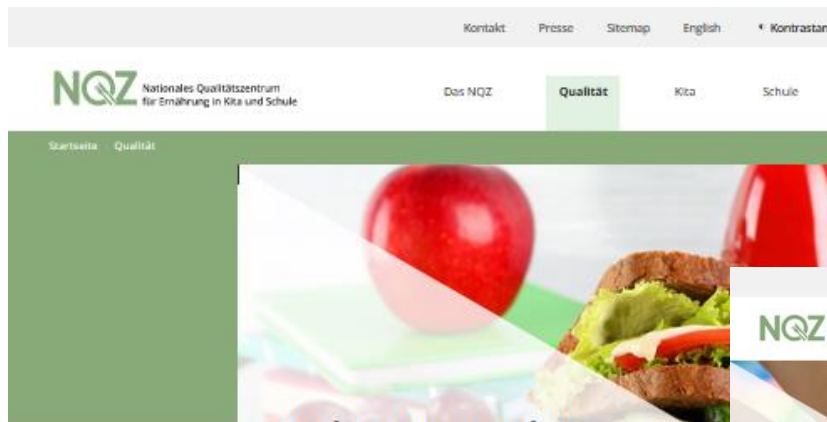 Kontakt Presse Sitemap English Kontrastan
NQZ Nationales Qualitätszentrum
für Ernährung in Kita und Schule
Das NQZ Qualität Kita Schule
Startseite Qualität
NQZ